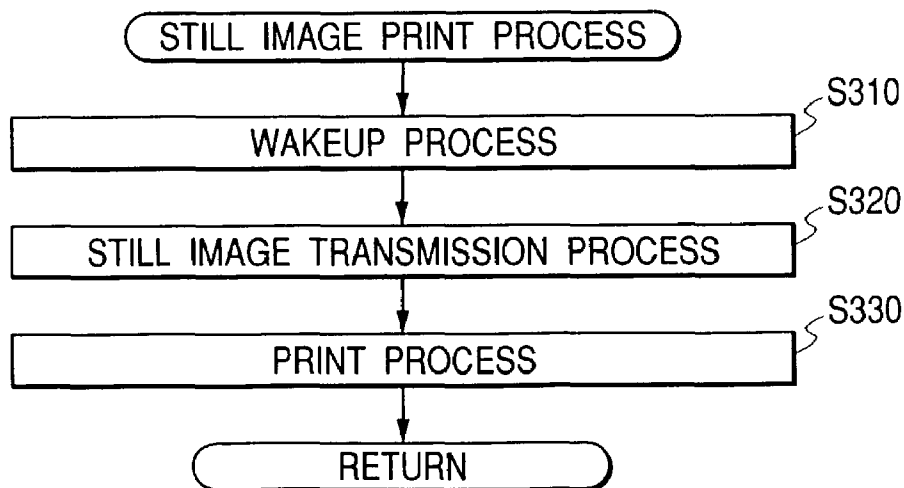 STILL IMAGE PRINT PROCESS
S310
WAKEUP PROCESS
S320
STILL IMAGE TRANSMISSION PROCESS
S330
PRINT PROCESS
RETURN